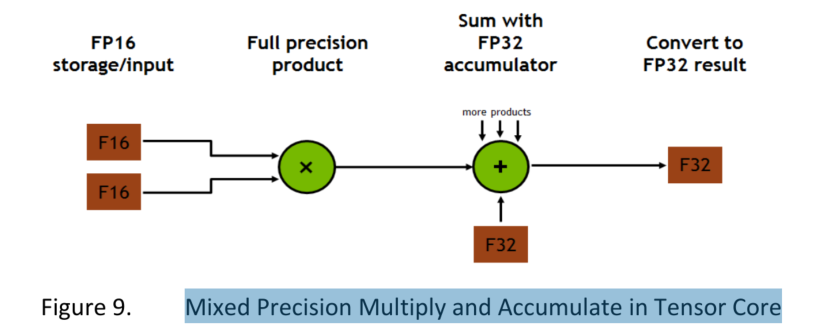 FP16
storage/input
Full precision
product
Sum with
FP32
accumulator
Convert to
FP32 result
more products
F16
F16
×
+
F32
F32
Figure 9. Mixed Precision Multiply and Accumulate in Tensor Core